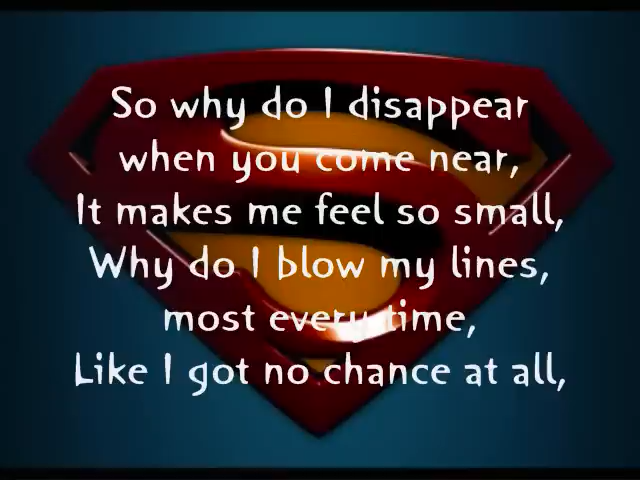 So why do I disappear
when you come near,
It makes me feel so small,
Why do I blow my lines,
most every time,
Like I got no chance at all,